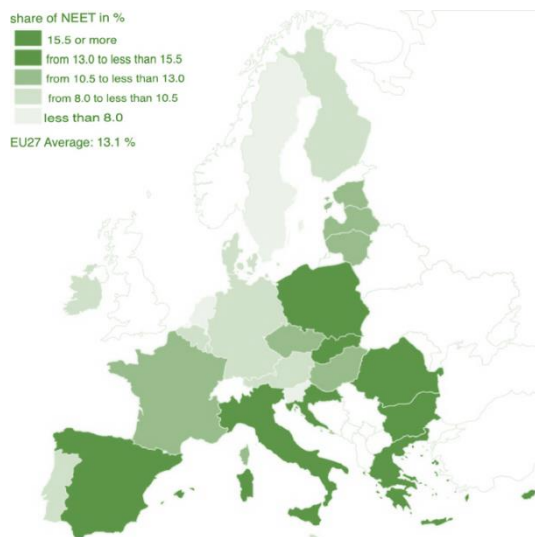 share of NEET in %
15.5 or more
from 13.0 to less than 15.5
from 10.5 to less than 13.0
from 8.0 to less than 10.5
less than 8.0
EU27 Average: 13.1 %